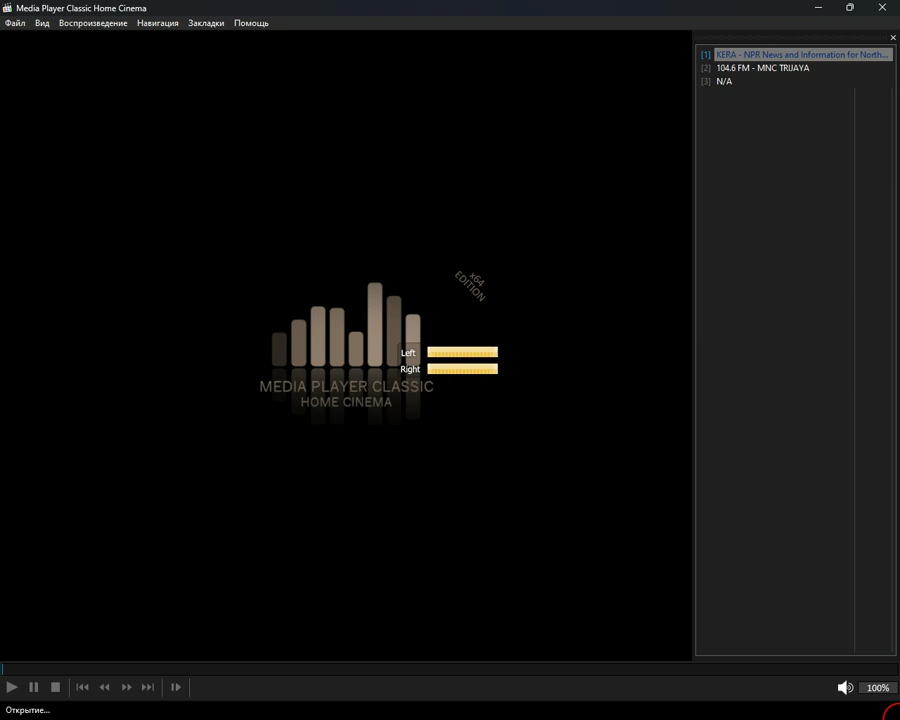 Media Player Classic Home Cinema
Файл Вид Воспроизведение Навигация Закладки Помощь
[1] KERA - NPR News and Information for North...
[2] 104.6 FM - MNC TRIJAYA
[3] N/A
x64
EDITION
Left
Right
MEDIA PLAYER CLASSIC
HOME CINEMA
100%
Открытие...